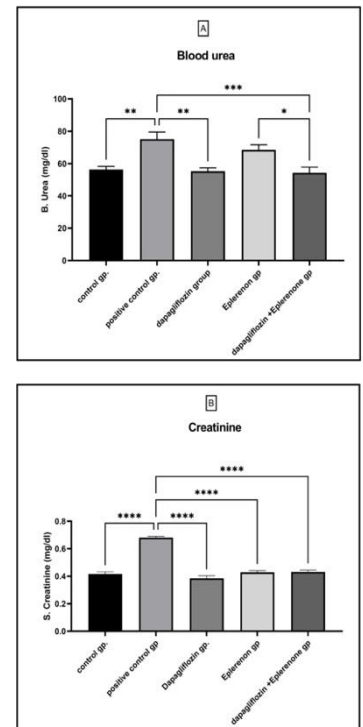 A
Blood urea
***
** ** *
B. Urea (mg/dl)
100
80
60
40
20
0
control gp.
positive control gp.
dapagliflozin group
Eplerenon gp
dapagliflozin +Eplerenone gp
B
Creatinine
****
****
**** ****
S. Creatinine (mg/dl)
0.8
0.6
0.4
0.2
0.0
control gp.
positive control gp
Dapagliflozin gp.
Eplerenon gp
dapagliflozin +Eplerenone gp